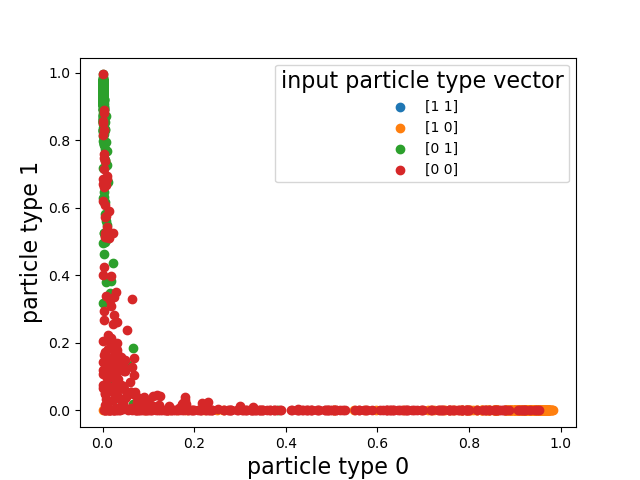 input particle type vector
[1 1]
[1 0]
[0 1]
[0 0]
particle type 1
1.0
0.8
0.6
0.4
0.2
0.0
0.0 0.2 0.4 0.6 0.8 1.0
particle type 0